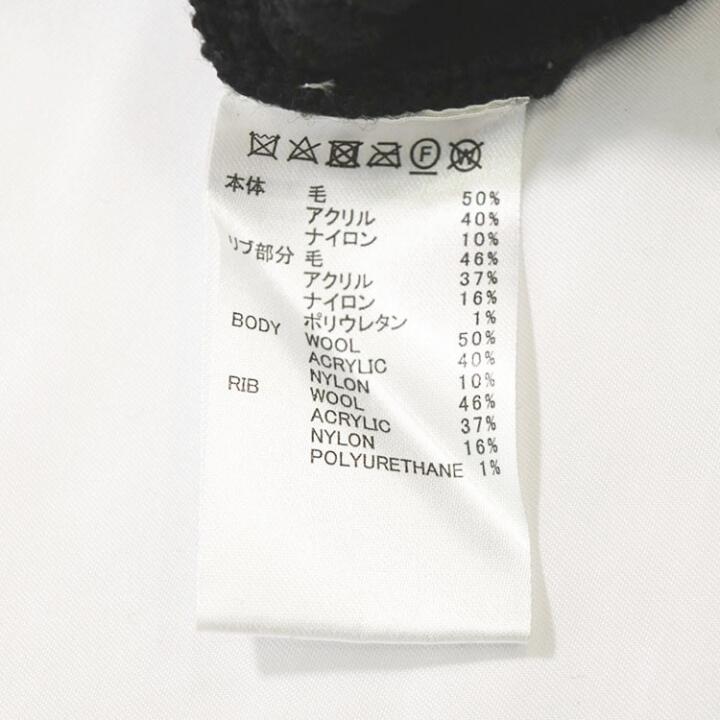 F W
本体 毛 50%
アクリル 40%
ナイロン 10%
リブ部分 毛 46%
アクリル 37%
ナイロン 16%
ポリウレタン 1%
BODY WOOL 50%
ACRYLIC 40%
NYLON 10%
RIB WOOL 46%
ACRYLIC 37%
NYLON 16%
POLYURETHANE 1%